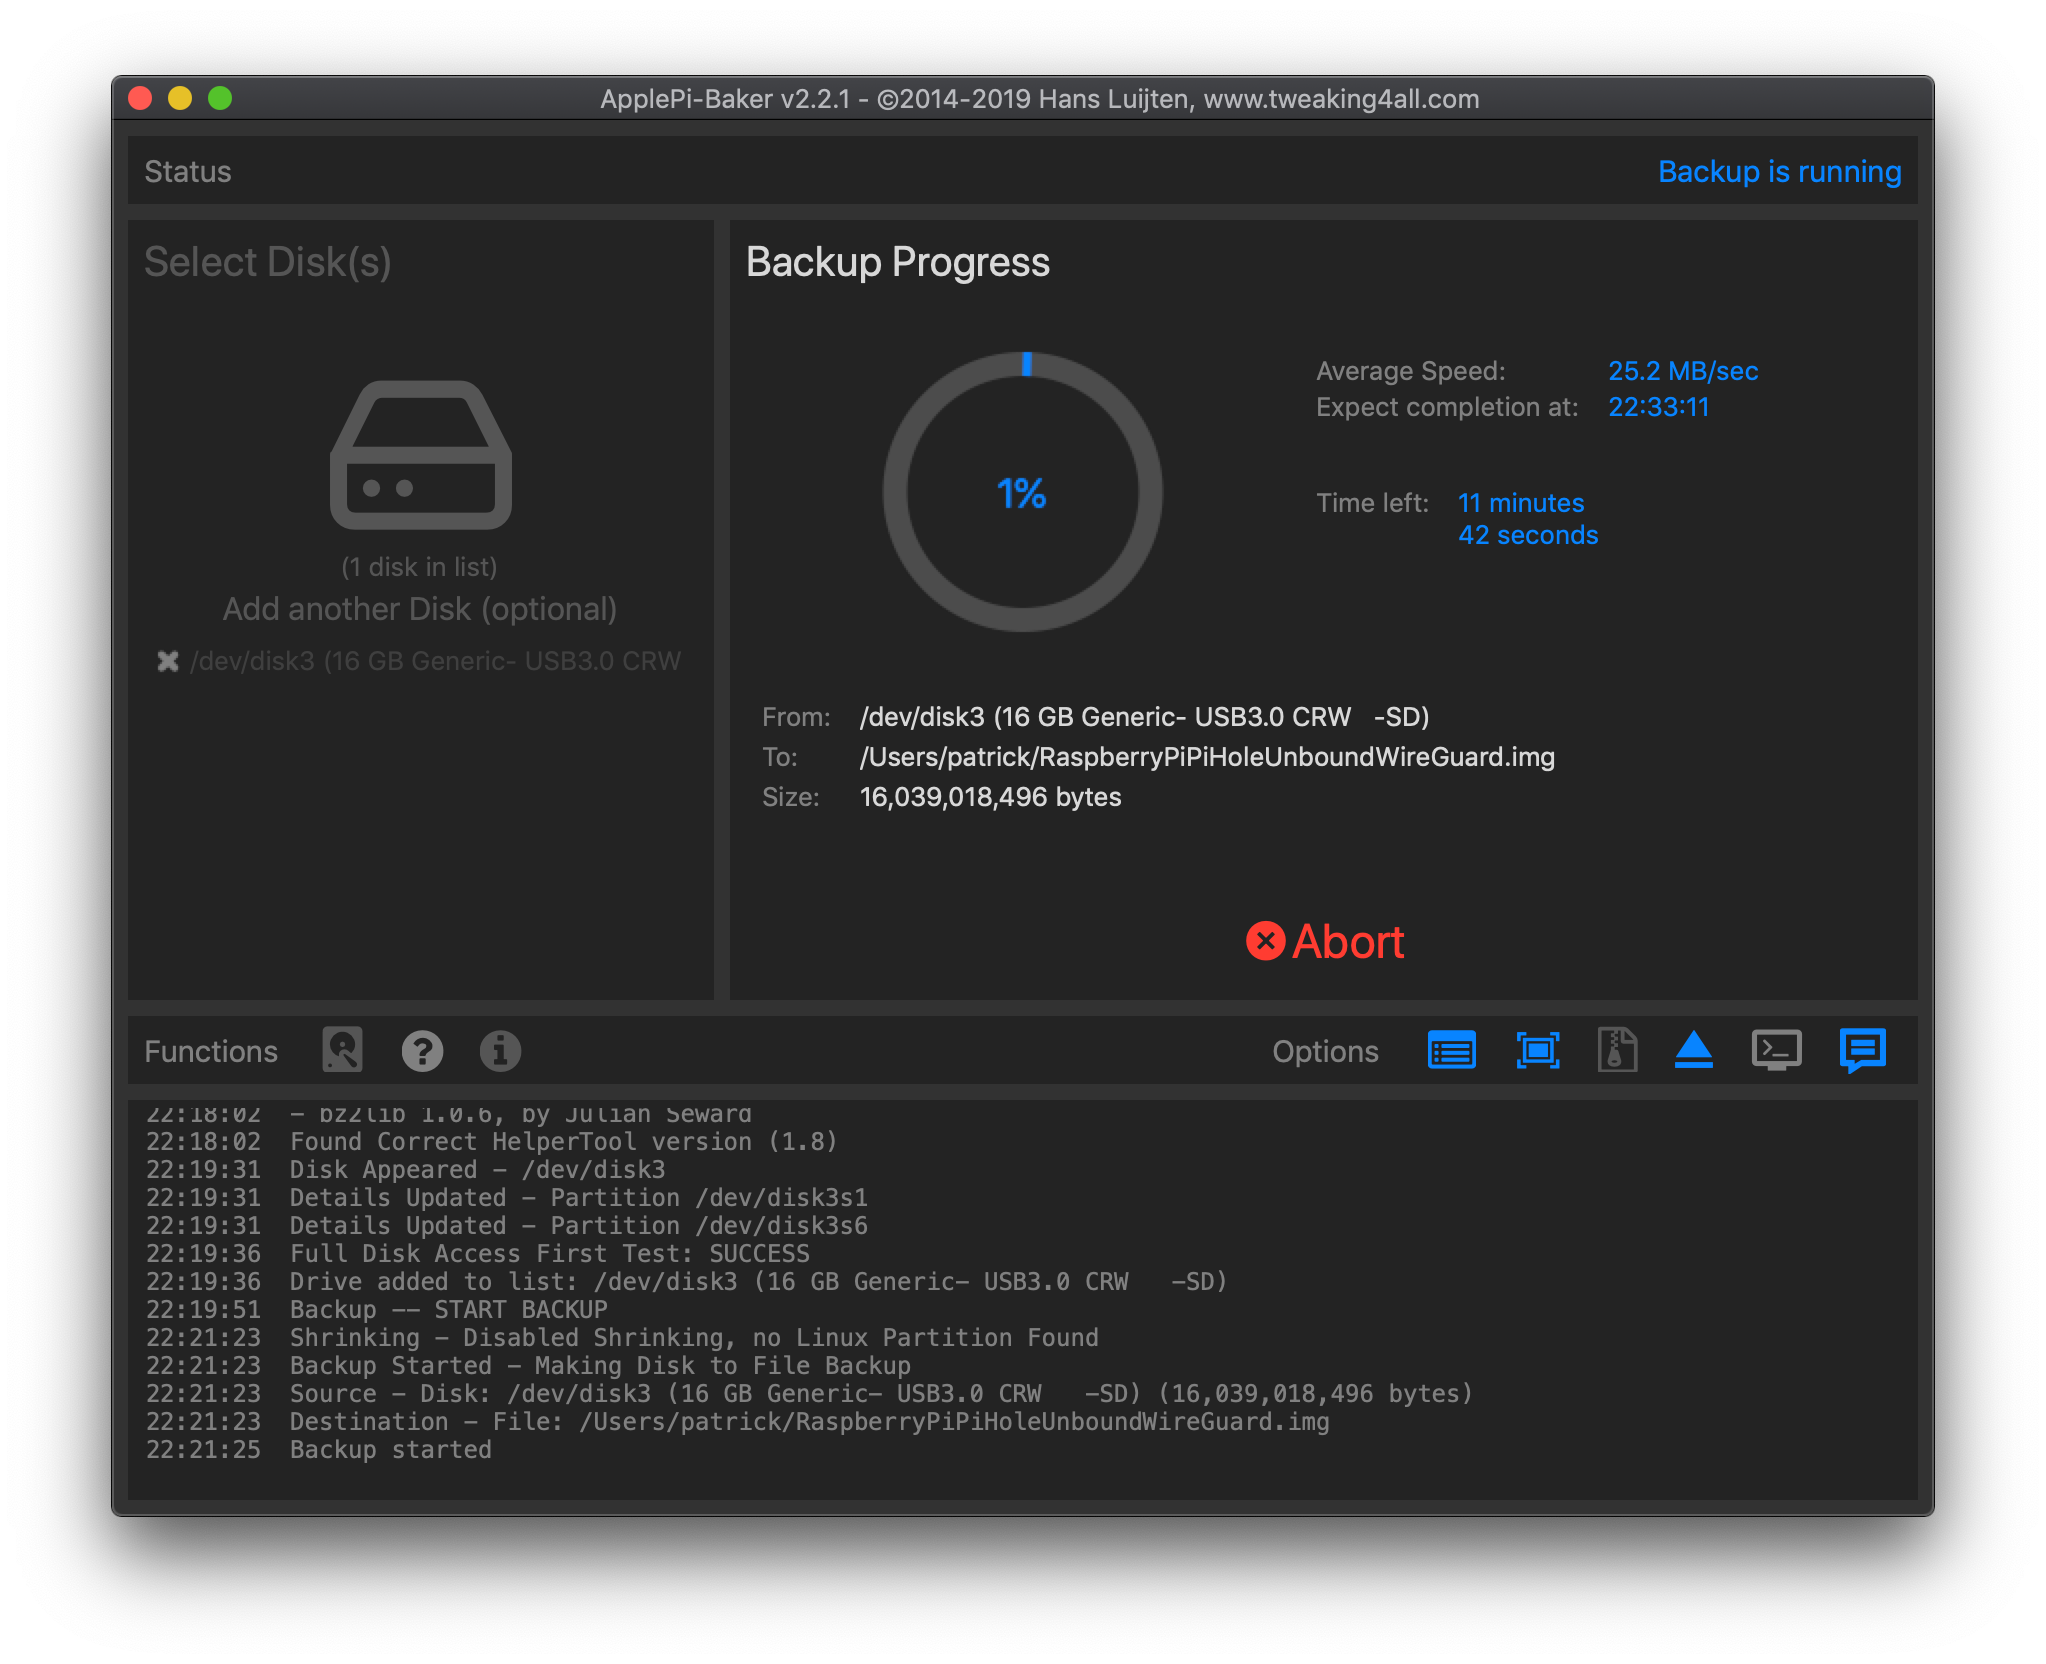 ApplePi-Baker v2.2.1 - ©2014-2019 Hans Luijten, www.tweaking4all.com
Status
Backup is running
Select Disk(s)
(1 disk in list)
Add another Disk (optional)
/dev/disk3 (16 GB Generic- USB3.0 CRW
Backup Progress
1%
Average Speed: 25.2 MB/sec
Expect completion at: 22:33:11
Time left: 11 minutes
42 seconds
From: /dev/disk3 (16 GB Generic- USB3.0 CRW   -SD)
To: /Users/patrick/RaspberryPiPiHoleUnboundWireGuard.img
Size: 16,039,018,496 bytes
Abort
Functions
Options
22:18:02  - bz2lib 1.0.6, by Julian Seward
22:18:02  Found Correct HelperTool version (1.8)
22:19:31  Disk Appeared - /dev/disk3
22:19:31  Details Updated - Partition /dev/disk3s1
22:19:31  Details Updated - Partition /dev/disk3s6
22:19:36  Full Disk Access First Test: SUCCESS
22:19:36  Drive added to list: /dev/disk3 (16 GB Generic- USB3.0 CRW   -SD)
22:19:51  Backup -- START BACKUP
22:21:23  Shrinking - Disabled Shrinking, no Linux Partition Found
22:21:23  Backup Started - Making Disk to File Backup
22:21:23  Source - Disk: /dev/disk3 (16 GB Generic- USB3.0 CRW   -SD) (16,039,018,496 bytes)
22:21:23  Destination - File: /Users/patrick/RaspberryPiPiHoleUnboundWireGuard.img
22:21:25  Backup started